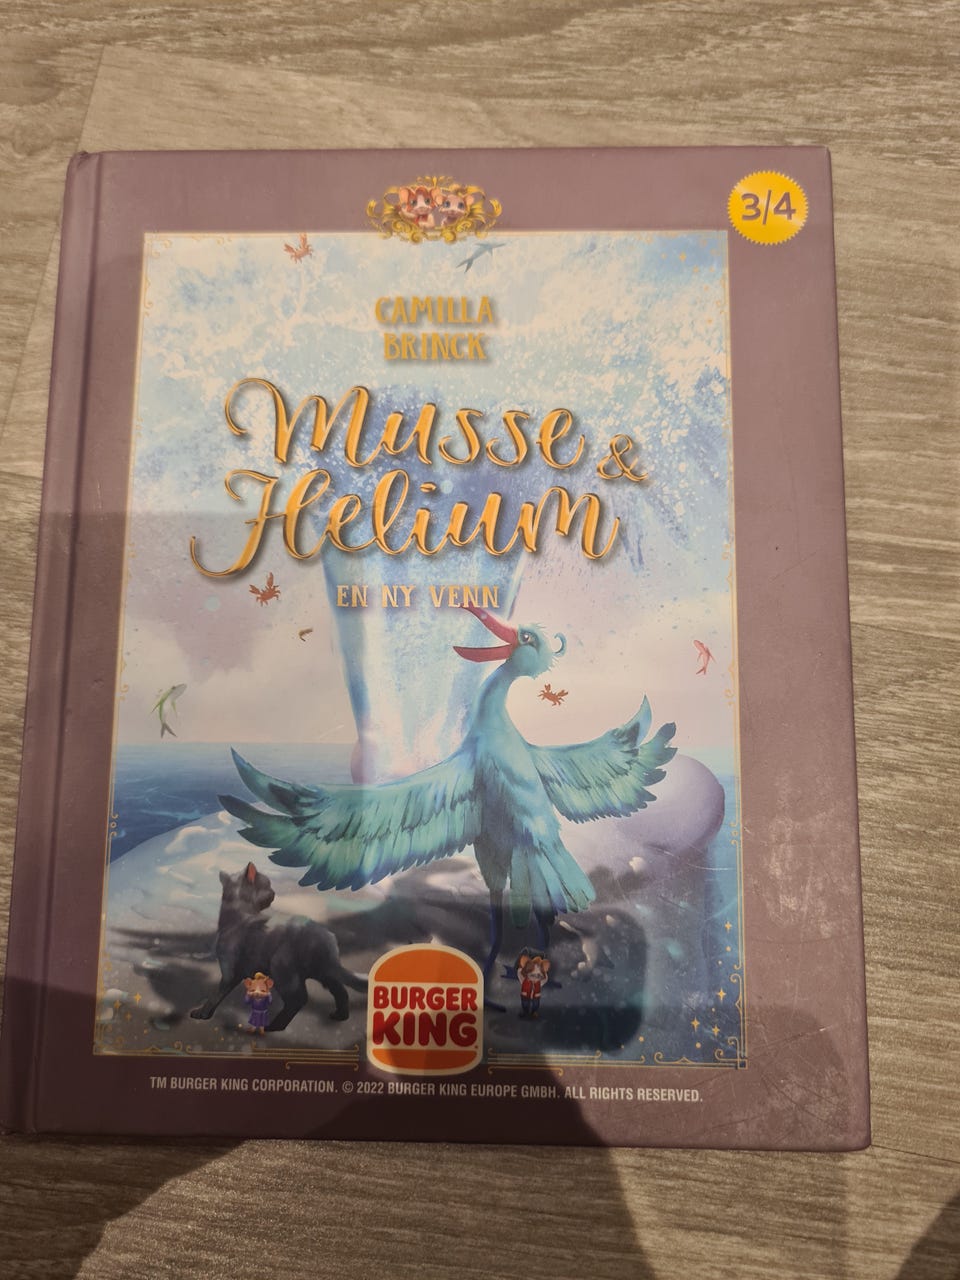 3/4
CAMILLA
BRINCK
Musse &
Helium
EN NY VENN
BURGER
KING
TM BURGER KING CORPORATION. © 2022 BURGER KING EUROPE GMBH. ALL RIGHTS RESERVED.